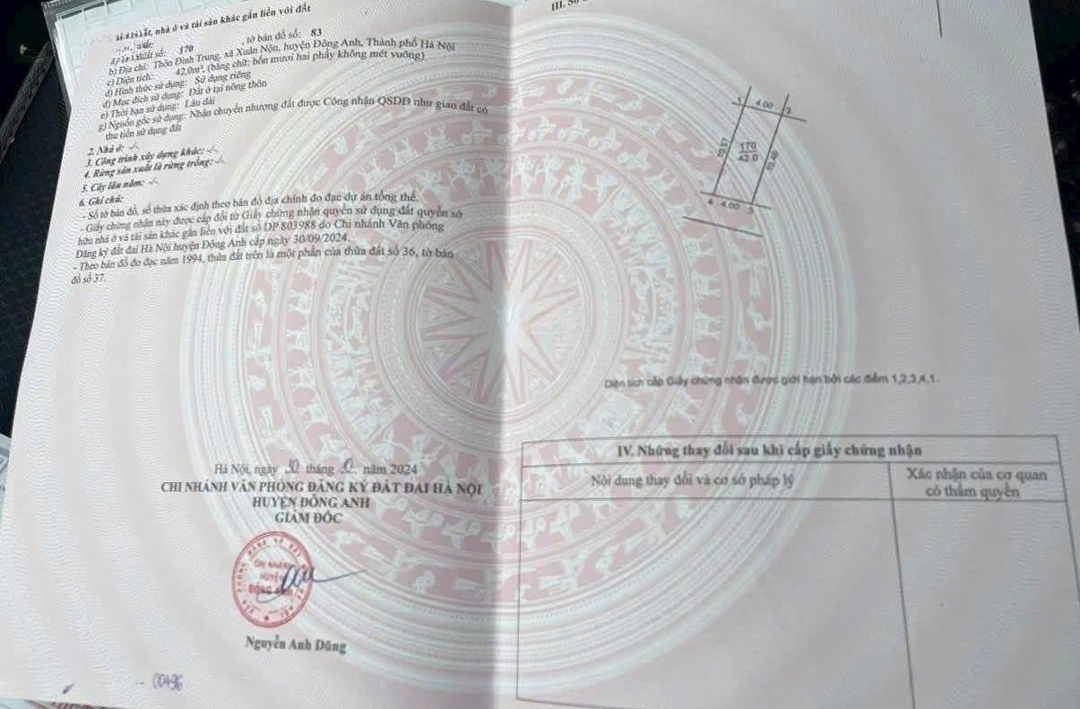 đất, nhà ở và tài sản khác gắn liền với đất
số: 170 tờ bản đồ số: 83
b) Địa chỉ: Thôn Đình Trung, xã Xuân Nộn, huyện Đông Anh, Thành phố Hà Nội
c) Diện tích: 42,0m², (bằng chữ: bốn mươi hai phẩy không mét vuông)
d) Hình thức sử dụng: Sử dụng riêng
đ) Mục đích sử dụng: Đất ở tại nông thôn
e) Thời hạn sử dụng: Lâu dài
g) Nguồn gốc sử dụng: Nhận chuyển nhượng đất được Công nhận QSDĐ như giao đất có
thu tiền sử dụng đất
2. Nhà ở: -/-
3. Công trình xây dựng khác: -/-
4. Rừng sản xuất là rừng trồng: -/-
5. Cây lâu năm: -/-
6. Ghi chú:
- Số tờ bản đồ, số thửa xác định theo bản đồ địa chính đo đạc dự án tổng thể.
- Giấy chứng nhận này được cấp đổi từ Giấy chứng nhận quyền sử dụng đất quyền sở
hữu nhà ở và tài sản khác gắn liền với đất số DP 803988 do Chi nhánh Văn phòng
Đăng ký đất đai Hà Nội huyện Đông Anh cấp ngày 30/09/2024.
- Theo bản đồ đo đạc năm 1994, thửa đất trên là một phần của thửa đất số 36, tờ bản
đồ số 37.
Hà Nội, ngày tháng năm 2024
CHI NHÁNH VĂN PHÒNG ĐĂNG KÝ ĐẤT ĐAI HÀ NỘI
HUYỆN ĐÔNG ANH
GIÁM ĐỐC
CHI NHÁNH
HUYỆN
ĐÔNG ANH
Nguyễn Anh Dũng
00496
III. Sơ
1 4.00 2
170
42.0
4 4.00 3
Diện tích cấp Giấy chứng nhận được giới hạn bởi các điểm 1,2,3,4,1.
IV. Những thay đổi sau khi cấp giấy chứng nhận
Nội dung thay đổi và cơ sở pháp lý
Xác nhận của cơ quan
có thẩm quyền